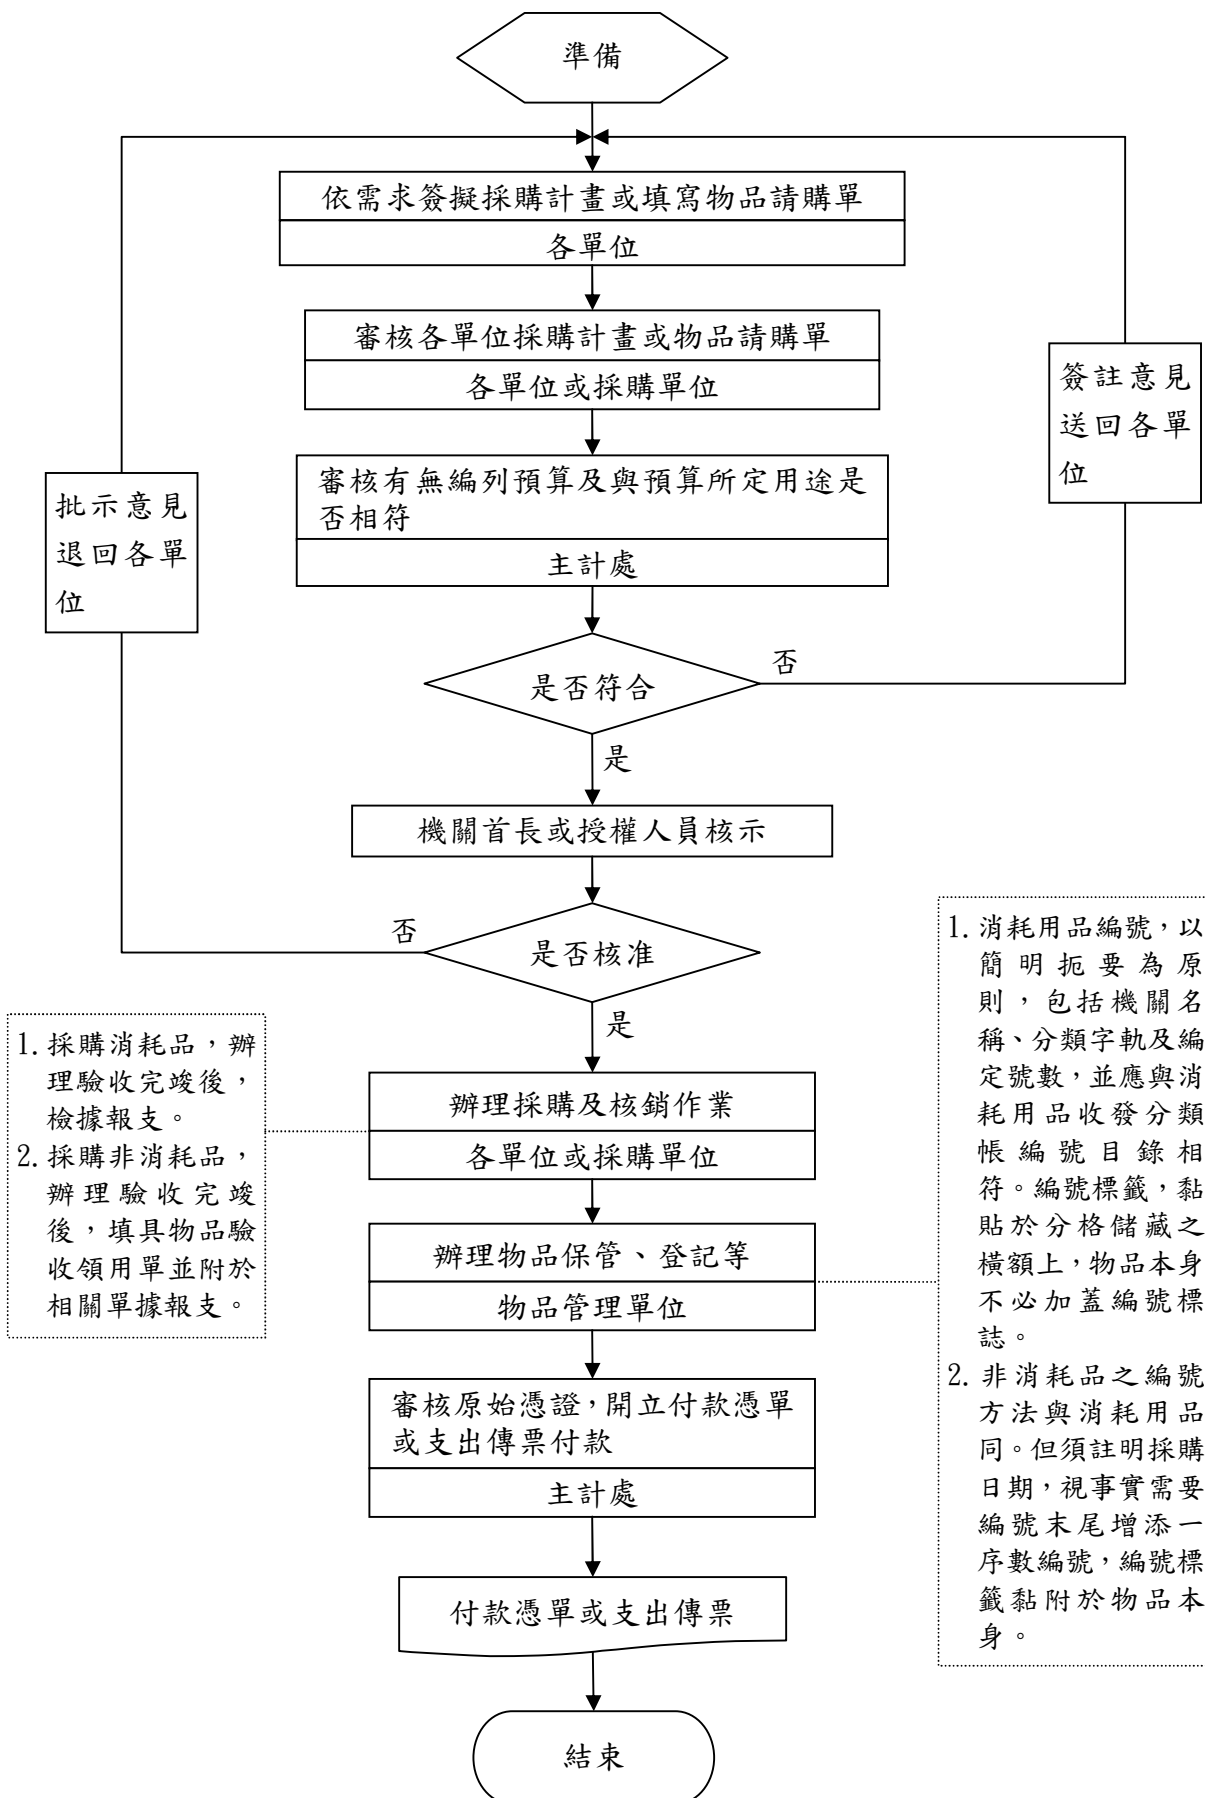 準備
依需求簽擬採購計畫或填寫物品請購單
各單位
審核各單位採購計畫或物品請購單
各單位或採購單位
簽註意見
送回各單
位
審核有無編列預算及與預算所定用途是
否相符
主計處
批示意見
退回各單
位
是否符合
否
是
機關首長或授權人員核示
是否核准
否
是
1. 採購消耗品，辦
理驗收完竣後，
檢據報支。
2. 採購非消耗品，
辦理驗收完竣
後，填具物品驗
收領用單並附於
相關單據報支。
辦理採購及核銷作業
各單位或採購單位
辦理物品保管、登記等
物品管理單位
1. 消耗用品編號，以
簡明扼要為原
則，包括機關名
稱、分類字軌及編
定號數，並應與消
耗用品收發分類
帳編號目錄相
符。編號標籤，黏
貼於分格儲藏之
橫額上，物品本身
不必加蓋編號標
誌。
2. 非消耗品之編號
方法與消耗用品
同。但須註明採購
日期，視事實需要
編號末尾增添一
序數編號，編號標
籤黏附於物品本
身。
審核原始憑證，開立付款憑單
或支出傳票付款
主計處
付款憑單或支出傳票
結束